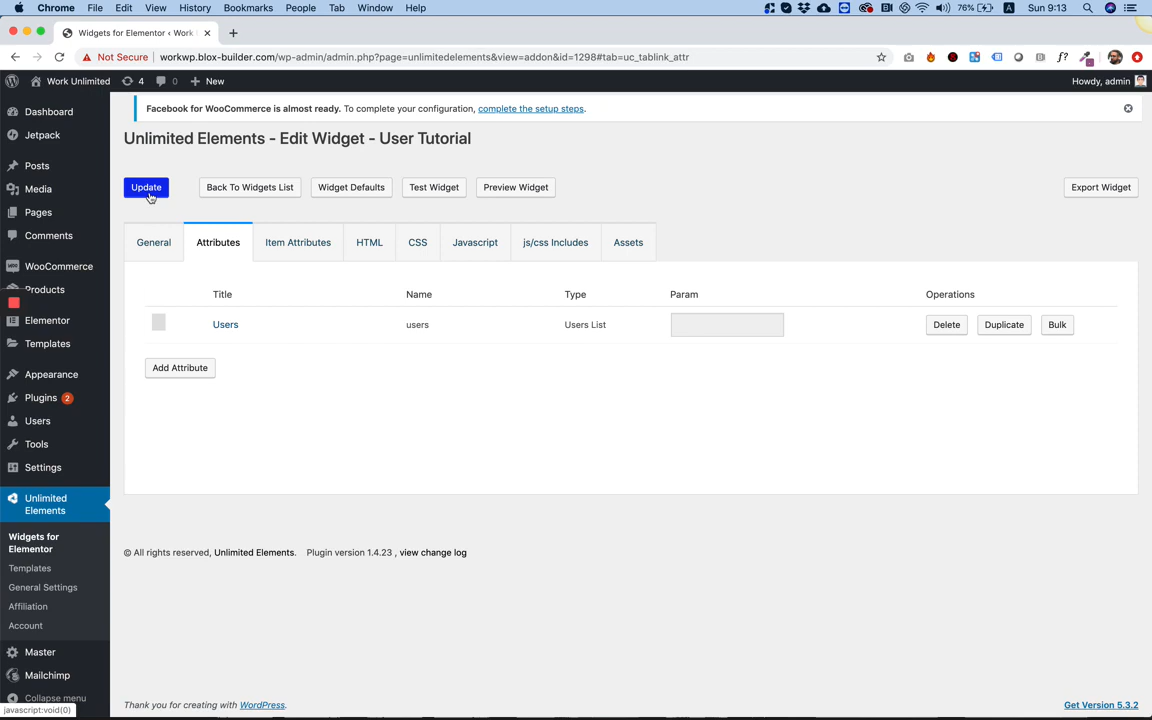 Chrome File Edit View History Bookmarks People Tab Window Help 76% Sun 9:13
Widgets for Elementor ‹ Work
Not Secure workwp.blox-builder.com/wp-admin/admin.php?page=unlimitedelements&view=addon&id=1298#tab=uc_tablink_attr
Work Unlimited 4 0 New Howdy, admin
Facebook for WooCommerce is almost ready. To complete your configuration, complete the setup steps.
Unlimited Elements - Edit Widget - User Tutorial
Update Back To Widgets List Widget Defaults Test Widget Preview Widget Export Widget
General Attributes Item Attributes HTML CSS Javascript js/css Includes Assets
Title Name Type Param Operations
Users users Users List Delete Duplicate Bulk
Add Attribute
© All rights reserved, Unlimited Elements. Plugin version 1.4.23 , view change log
Dashboard
Jetpack
Posts
Media
Pages
Comments
WooCommerce
Products
Elementor
Templates
Appearance
Plugins 2
Users
Tools
Settings
Unlimited
Elements
Widgets for
Elementor
Templates
General Settings
Affiliation
Account
Master
Mailchimp
Collapse menu
javascript:void(0)
Thank you for creating with WordPress. Get Version 5.3.2